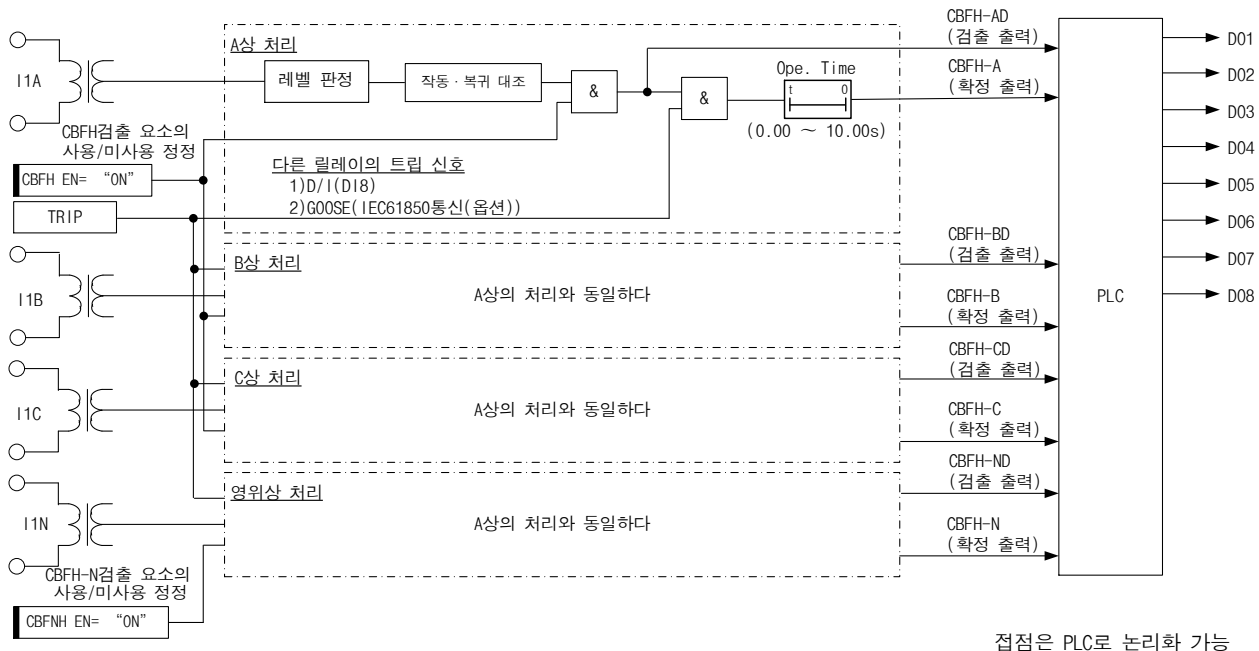 A상 처리
I1A
레벨 판정
작동·복귀 대조
&
&
Ope. Time
t 0
(0.00 ~ 10.00s)
CBFH-AD
(검출 출력)
CBFH-A
(확정 출력)
CBFH검출 요소의
사용/미사용 정정
CBFH EN= “ON”
TRIP
다른 릴레이의 트립 신호
1)D/I(DI8)
2)GOOSE(IEC61850통신(옵션))
I1B
B상 처리
A상의 처리와 동일하다
CBFH-BD
(검출 출력)
CBFH-B
(확정 출력)
I1C
C상 처리
A상의 처리와 동일하다
CBFH-CD
(검출 출력)
CBFH-C
(확정 출력)
I1N
영위상 처리
A상의 처리와 동일하다
CBFH-ND
(검출 출력)
CBFH-N
(확정 출력)
CBFH-N검출 요소의
사용/미사용 정정
CBFNH EN= “ON”
PLC
DO1
DO2
DO3
DO4
DO5
DO6
DO7
DO8
접점은 PLC로 논리화 가능